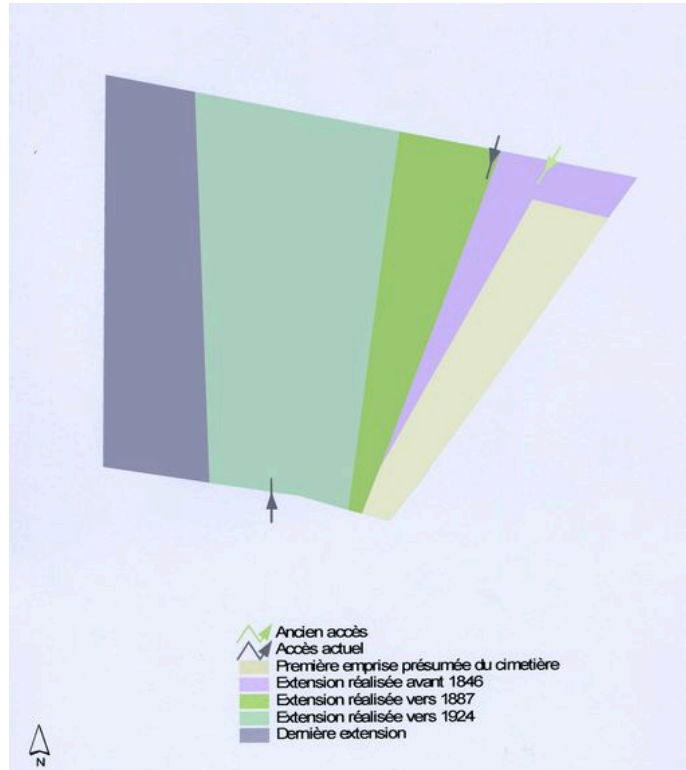 Ancien accès
Accès actuel
Première emprise présumée du cimetière
Extension réalisée avant 1846
Extension réalisée vers 1887
Extension réalisée vers 1924
Dernière extension
N